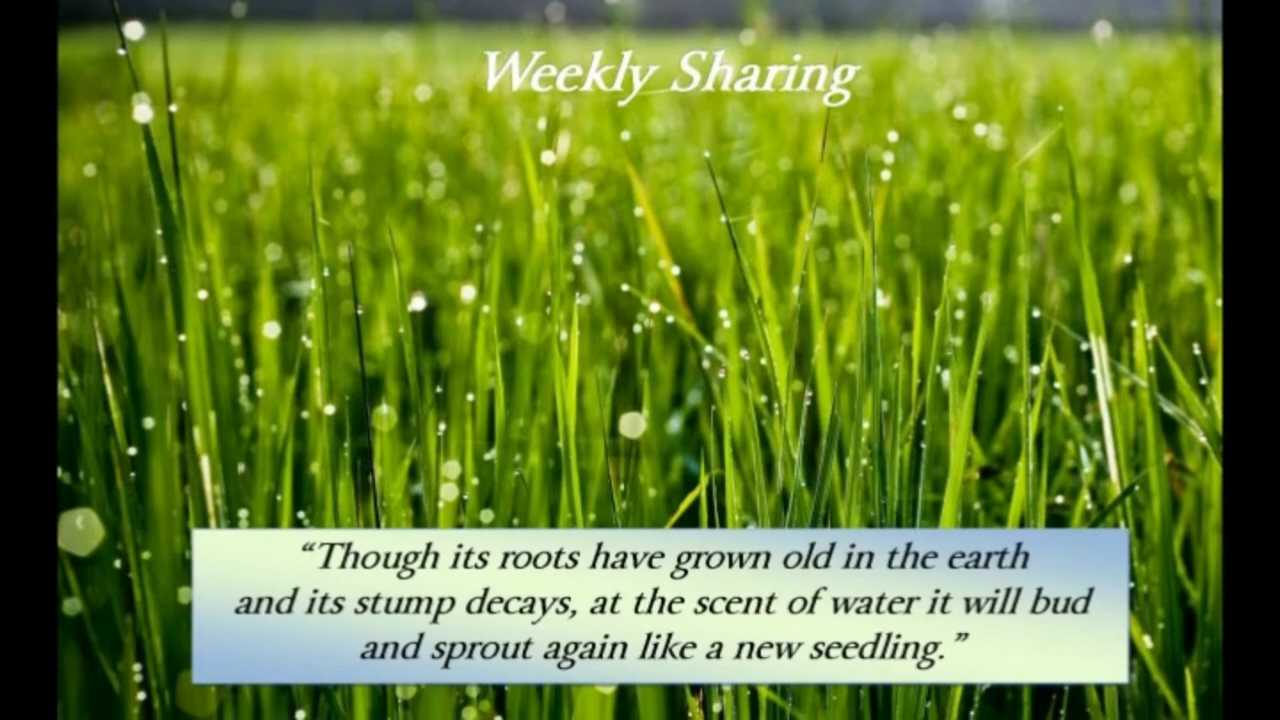 Weekly Sharing
“Though its roots have grown old in the earth
and its stump decays, at the scent of water it will bud
and sprout again like a new seedling.”